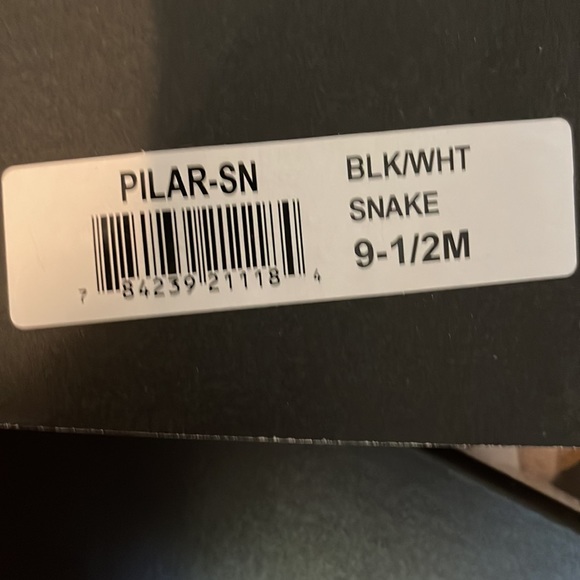 PILAR-SN
7 84239 21118 4
BLK/WHT
SNAKE
9-1/2M